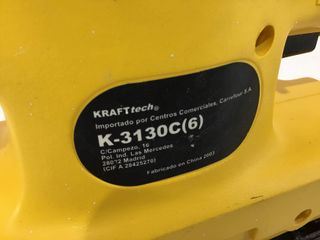 KRAFTtech®
Importado por Centros Comerciales, Carrefour S.A.
K-3130C(6)
C/Campezo, 16
Pol. Ind. Las Mercedes
28022 Madrid
(CIF A 28425270)
Fabricado en China 2007